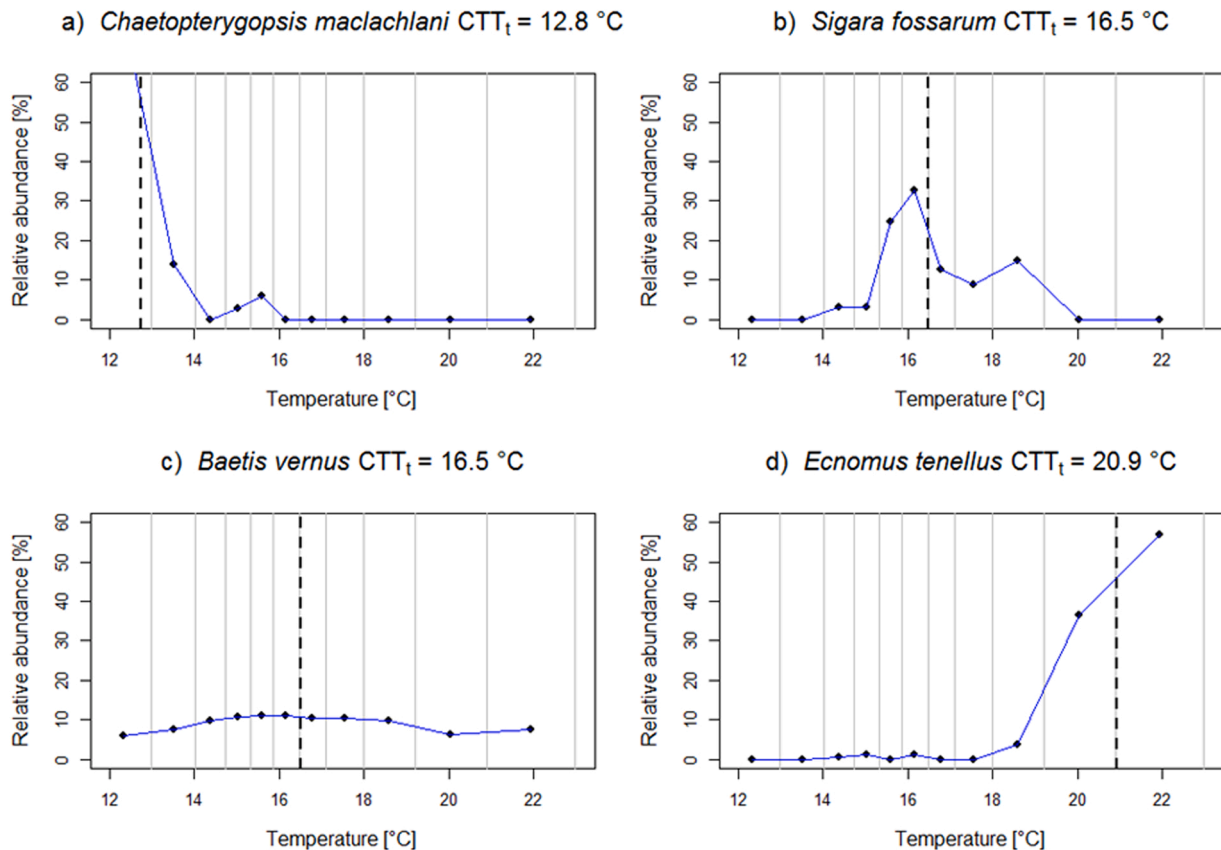 a) Chaetopterygopsis maclachlani CTTt = 12.8 °C
Relative abundance [%]
60
50
40
30
20
10
0
12 14 16 18 20 22
Temperature [°C]
b) Sigara fossarum CTTt = 16.5 °C
Relative abundance [%]
60
50
40
30
20
10
0
12 14 16 18 20 22
Temperature [°C]
c) Baetis vernus CTTt = 16.5 °C
Relative abundance [%]
60
50
40
30
20
10
0
12 14 16 18 20 22
Temperature [°C]
d) Ecnomus tenellus CTTt = 20.9 °C
Relative abundance [%]
60
50
40
30
20
10
0
12 14 16 18 20 22
Temperature [°C]